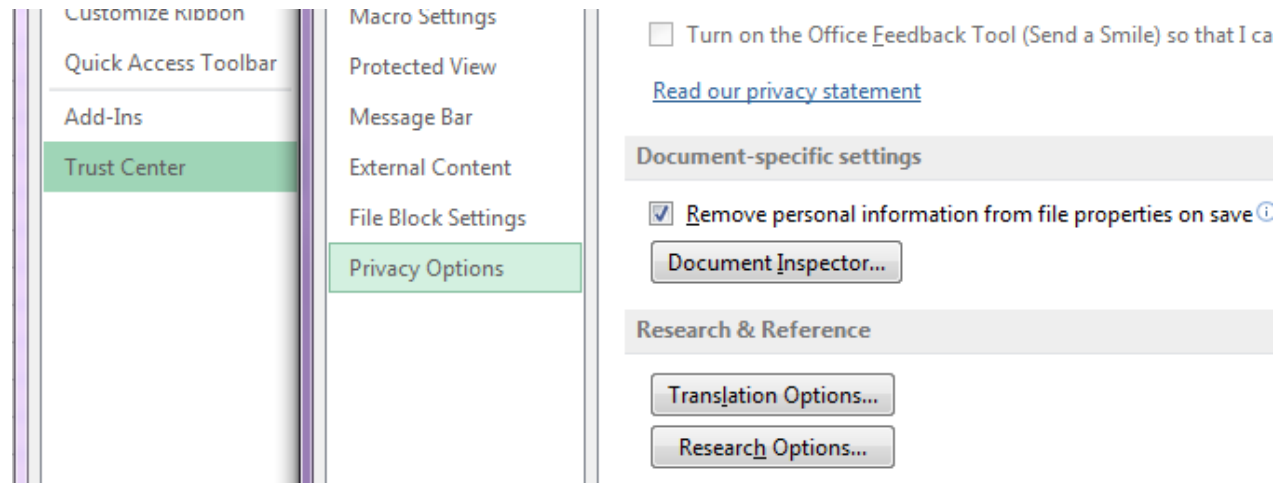 Customize Ribbon
Quick Access Toolbar
Add-Ins
Trust Center
Macro Settings
Protected View
Message Bar
External Content
File Block Settings
Privacy Options
Turn on the Office Feedback Tool (Send a Smile) so that I ca
Read our privacy statement
Document-specific settings
Remove personal information from file properties on save
Document Inspector...
Research & Reference
Translation Options...
Research Options...